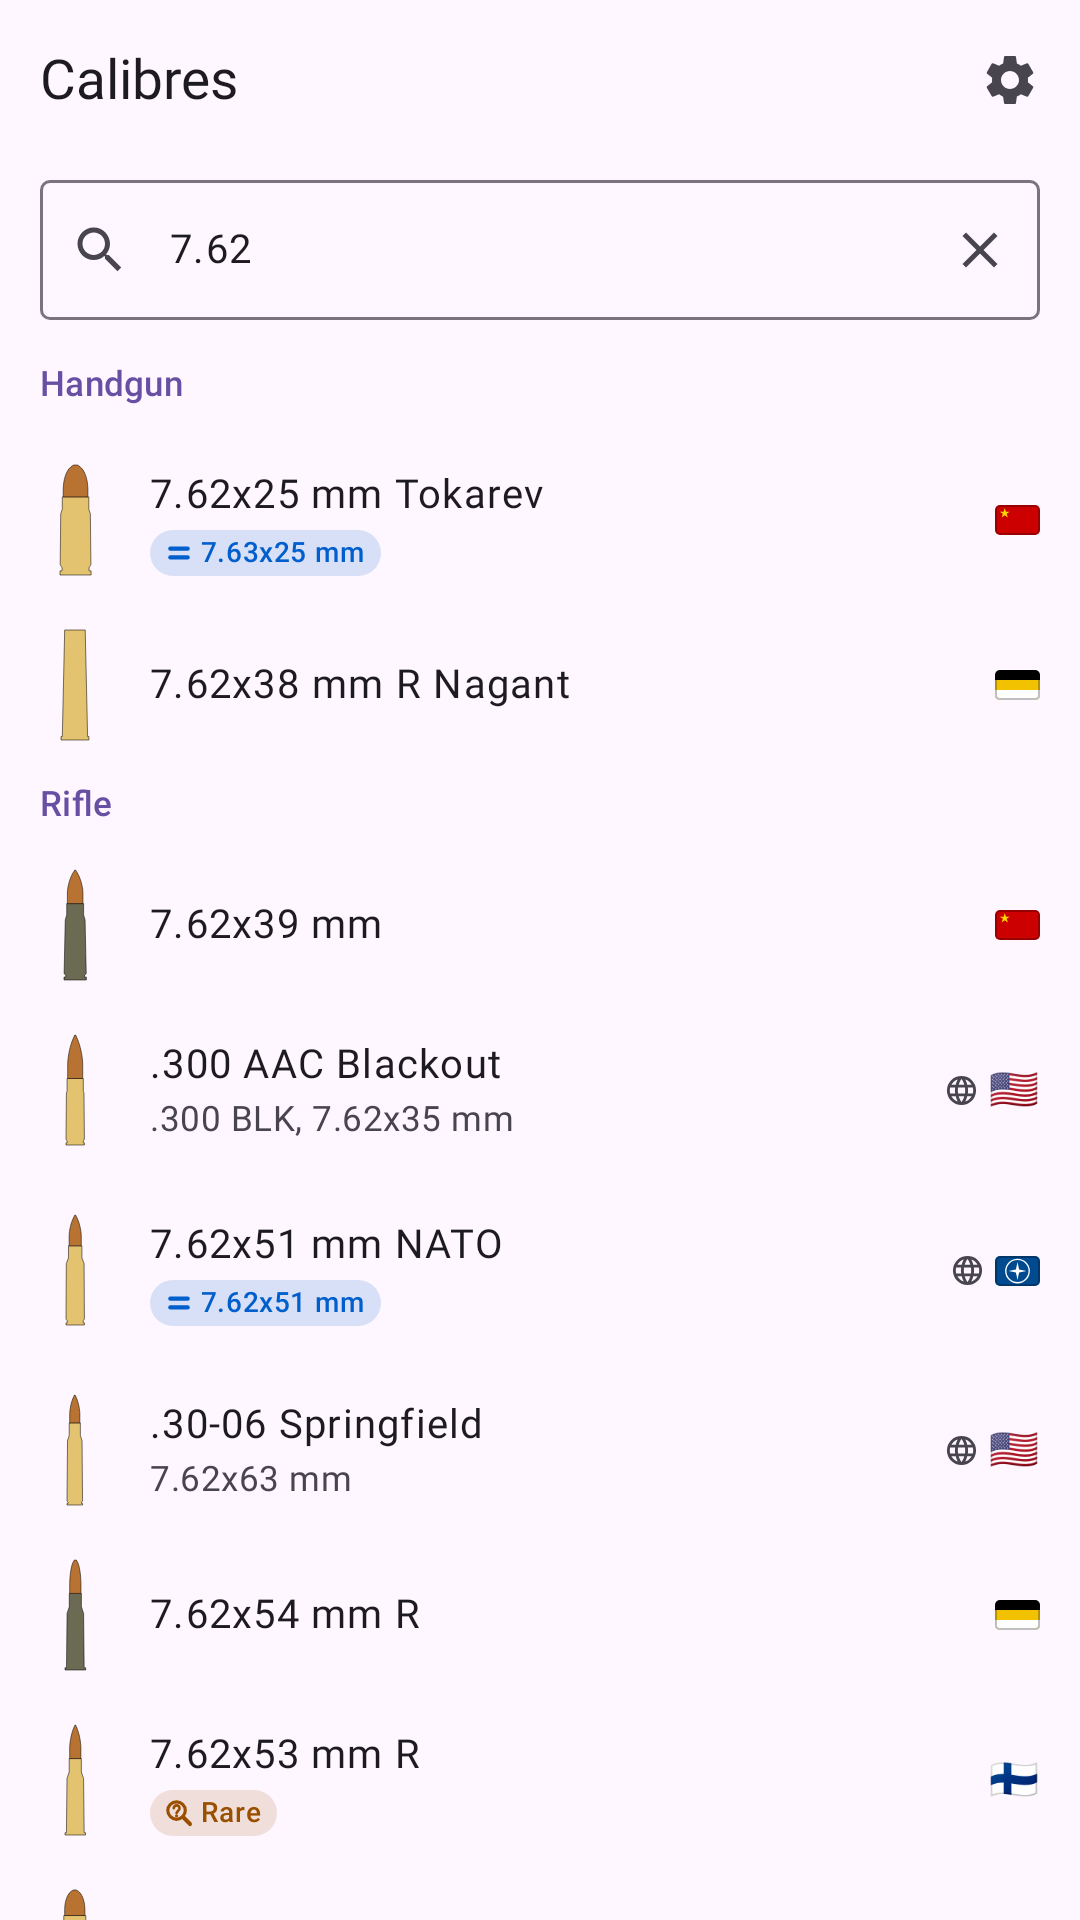 Calibres
7.62
Handgun
7.62x25 mm Tokarev
7.63x25 mm
7.62x38 mm R Nagant
Rifle
7.62x39 mm
.300 AAC Blackout
.300 BLK, 7.62x35 mm
7.62x51 mm NATO
7.62x51 mm
.30-06 Springfield
7.62x63 mm
7.62x54 mm R
7.62x53 mm R
Rare